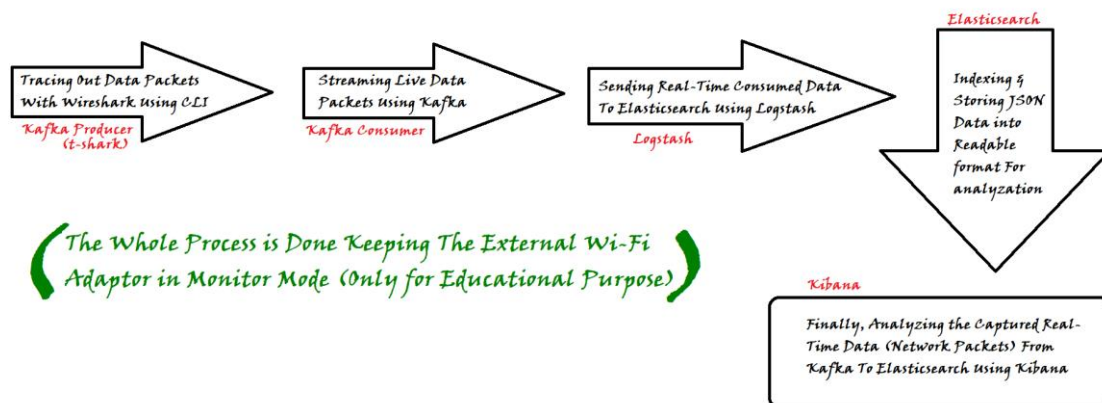 Tracing Out Data Packets
With Wireshark Using CLI
Kafka Producer
(t-shark)
Streaming Live Data
Packets Using Kafka
Kafka Consumer
Sending Real-Time Consumed Data
To Elasticsearch Using Logstash
Logstash
Elasticsearch
Indexing &
Storing JSON
Data into
Readable
format For
analyzation
(The Whole Process is Done Keeping The External Wi-Fi
Adaptor in Monitor Mode (Only for Educational Purpose))
Kibana
Finally, Analyzing the Captured Real-
Time Data (Network Packets) From
Kafka To Elasticsearch Using Kibana